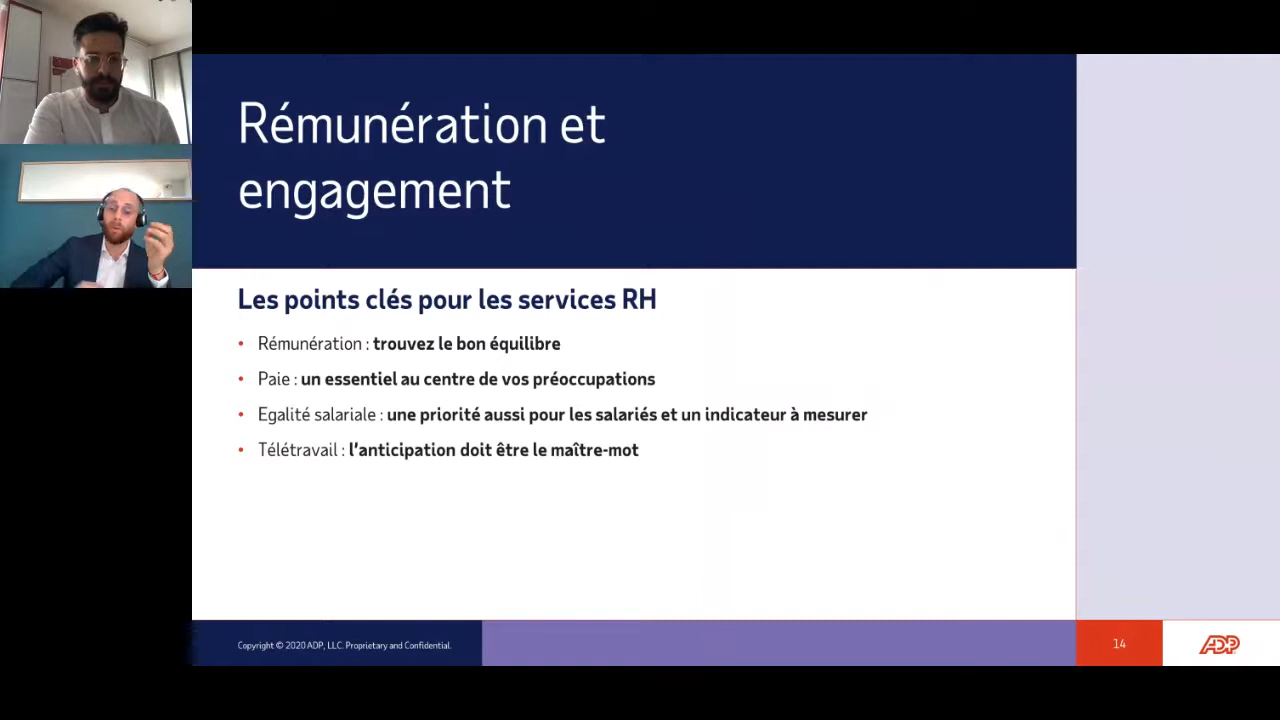 Rémunération et
engagement
Les points clés pour les services RH
• Rémunération : trouvez le bon équilibre
• Paie : un essentiel au centre de vos préoccupations
• Egalité salariale : une priorité aussi pour les salariés et un indicateur à mesurer
• Télétravail : l'anticipation doit être le maître-mot
Copyright © 2020 ADP, LLC. Proprietary and Confidential.
14
ADP